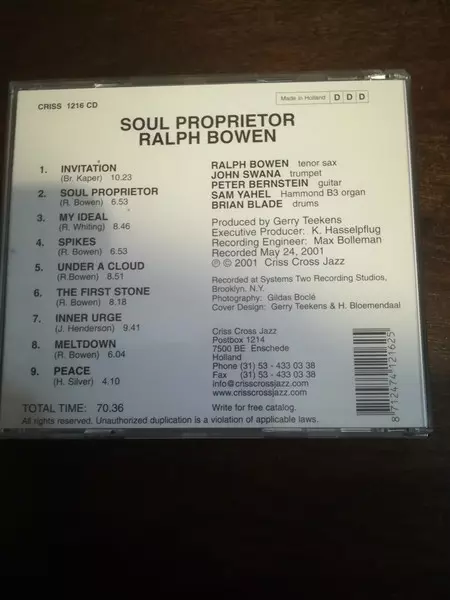 CRISS 1216 CD
Made in Holland D D D
SOUL PROPRIETOR
RALPH BOWEN
1. INVITATION
(Br. Kaper) 10.23
2. SOUL PROPRIETOR
(R. Bowen) 6.53
3. MY IDEAL
(R. Whiting) 8.46
4. SPIKES
(R. Bowen) 6.53
5. UNDER A CLOUD
(R.Bowen) 8.51
6. THE FIRST STONE
(R. Bowen) 8.18
7. INNER URGE
(J. Henderson) 9.41
8. MELTDOWN
(R. Bowen) 6.04
9. PEACE
(H. Silver) 4.10
TOTAL TIME: 70.36
RALPH BOWEN tenor sax
JOHN SWANA trumpet
PETER BERNSTEIN guitar
SAM YAHEL Hammond B3 organ
BRIAN BLADE drums
Produced by Gerry Teekens
Executive Producer: K. Hasselpflug
Recording Engineer: Max Bolleman
Recorded May 24, 2001
℗ © 2001 Criss Cross Jazz
Recorded at Systems Two Recording Studios,
Brooklyn. N.Y.
Photography: Gildas Boclé
Cover Design: Gerry Teekens & H. Bloemendaal
Criss Cross Jazz
Postbox 1214
7500 BE Enschede
Holland
Phone (31) 53 - 433 03 38
Fax (31) 53 - 433 03 38
info@crisscrossjazz.com
www.crisscrossjazz.com
Write for free catalog.
8 712474 121625
All rights reserved. Unauthorized duplication is a violation of applicable laws.